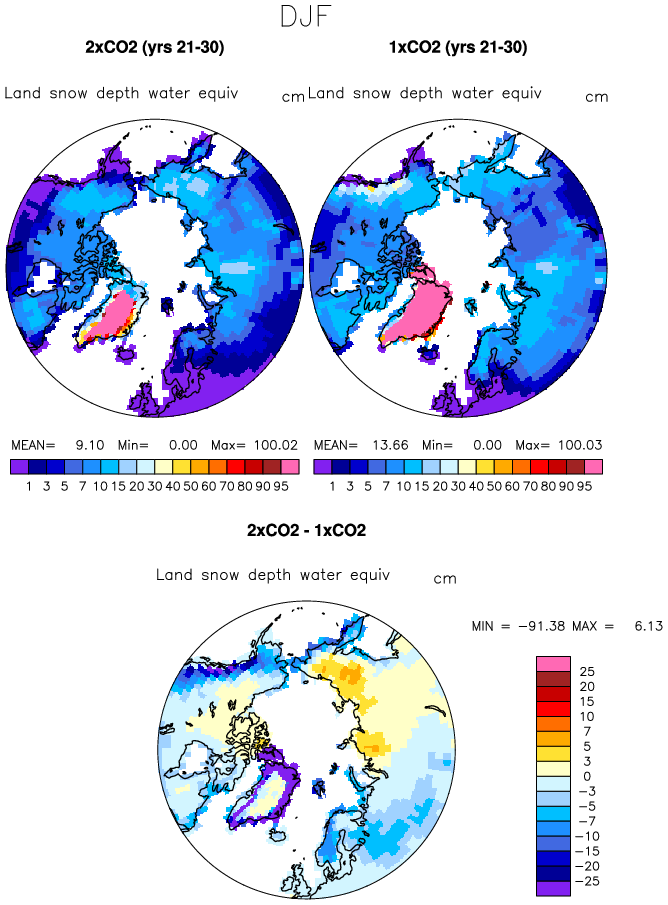 DJF
2xCO2 (yrs 21-30)
1xCO2 (yrs 21-30)
Land snow depth water equiv cm
Land snow depth water equiv cm
MEAN= 9.10 Min= 0.00 Max= 100.02
MEAN= 13.66 Min= 0.00 Max= 100.03
1 3 5 7 10 15 20 30 40 50 60 70 80 90 95
1 3 5 7 10 15 20 30 40 50 60 70 80 90 95
2xCO2 - 1xCO2
Land snow depth water equiv cm
MIN = -91.38 MAX = 6.13
25
20
15
10
7
5
3
0
-3
-5
-7
-10
-15
-20
-25